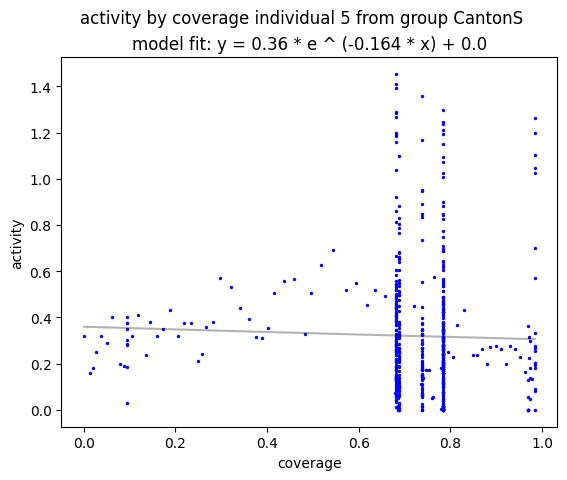 activity by coverage individual 5 from group CantonS
model fit: y = 0.36 * e ^ (-0.164 * x) + 0.0
1.4
1.2
1.0
0.8
0.6
0.4
0.2
0.0
activity
0.0 0.2 0.4 0.6 0.8 1.0
coverage